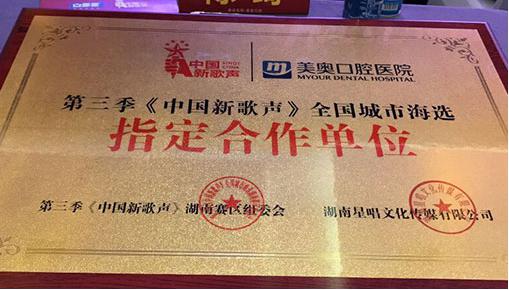 中国
新歌声
SING!
CHINA
美奥口腔医院
MYOUR DENTAL HOSPITAL
第三季《中国新歌声》全国城市海选
指定合作单位
第三季《中国新歌声》湖南赛区组委会
湖南星唱文化传媒有限公司